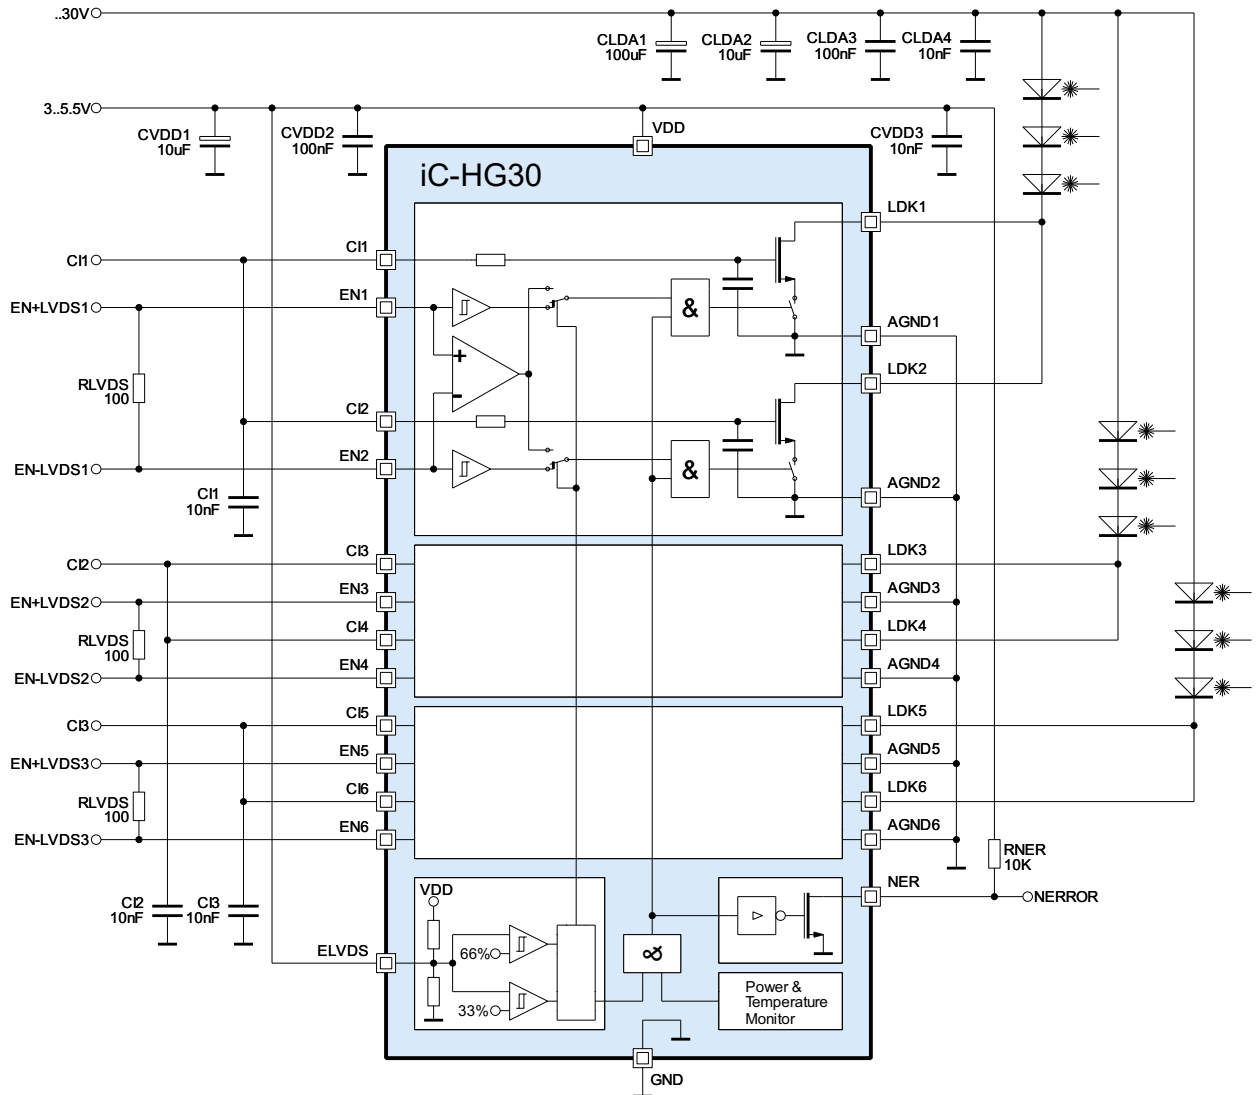 ..30V
CLDA1
100uF
CLDA2
10uF
CLDA3
100nF
CLDA4
10nF
3..5.5V
CVDD1
10uF
CVDD2
100nF
VDD
CVDD3
10nF
iC-HG30
CI1
CI1
LDK1
EN+LVDS1
EN1
&
AGND1
+
LDK2
RLVDS
100
-
CI2
EN-LVDS1
EN2
&
AGND2
CI1
10nF
CI2
CI3
LDK3
EN+LVDS2
EN3
AGND3
RLVDS
100
CI4
LDK4
EN-LVDS2
EN4
AGND4
CI3
CI5
LDK5
EN+LVDS3
EN5
AGND5
RLVDS
100
CI6
LDK6
EN-LVDS3
EN6
AGND6
RNER
10K
CI2
10nF
CI3
10nF
VDD
NER
NERROR
ELVDS
66%
&
33%
Power &
Temperature
Monitor
GND